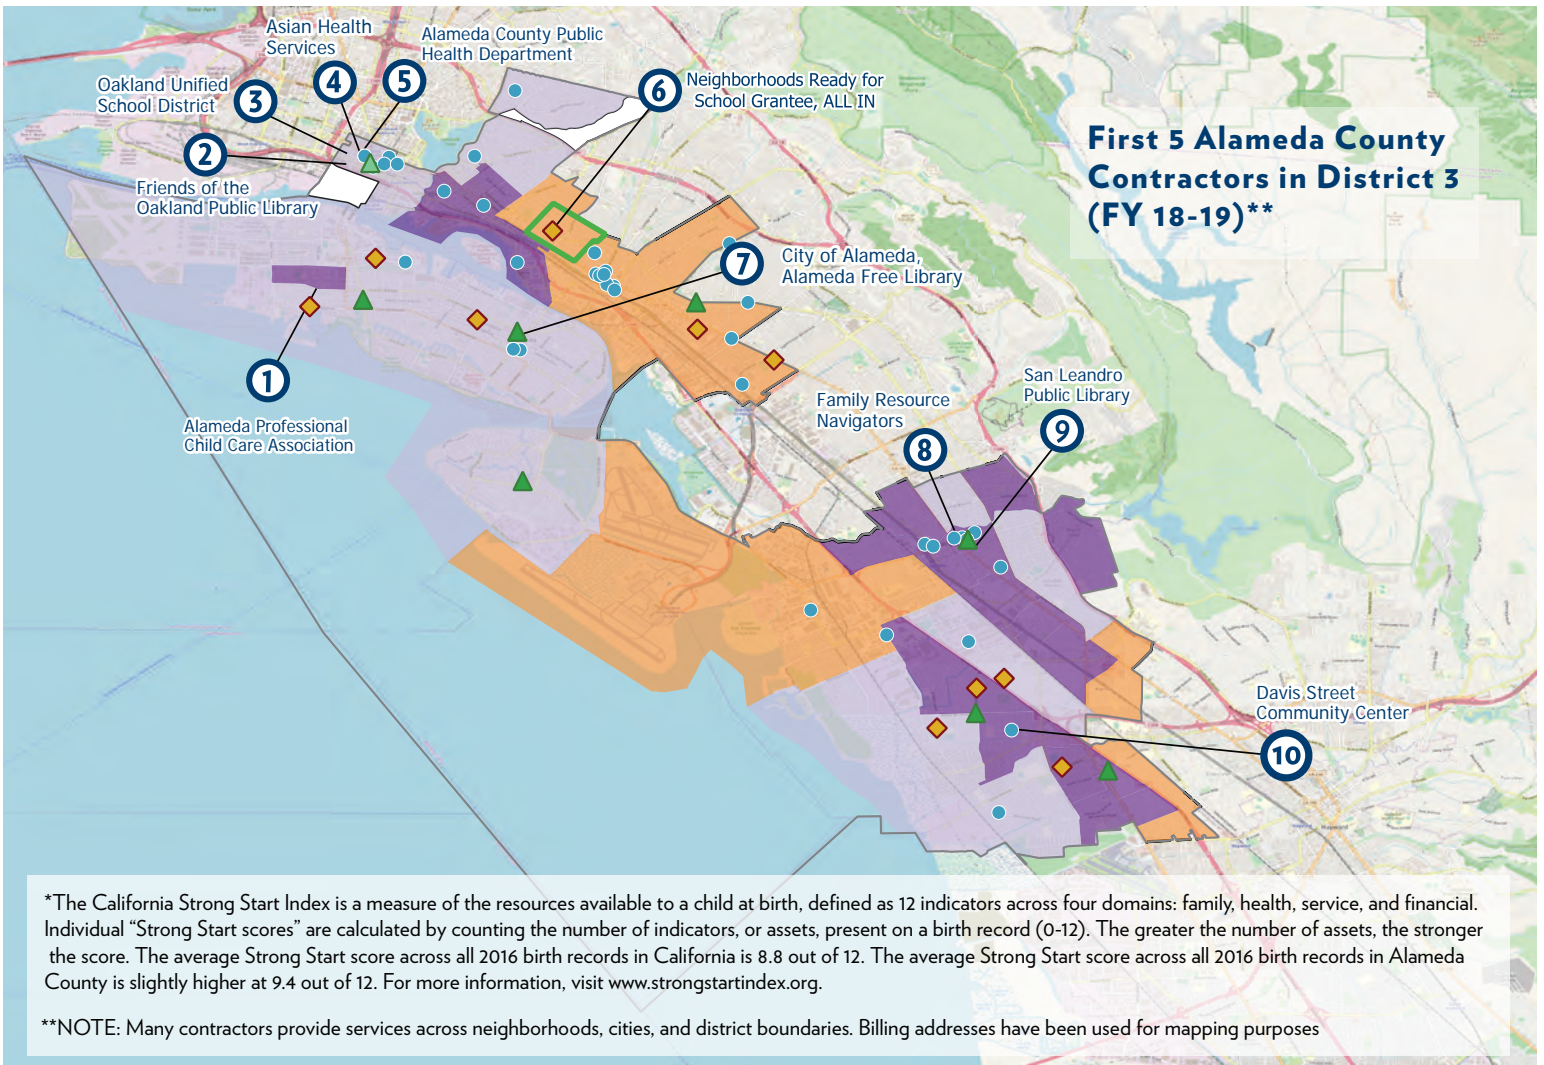 Asian Health
Services
Alameda County Public
Health Department
Oakland Unified
School District
3
4
5
6
Neighborhoods Ready for
School Grantee, ALL IN
First 5 Alameda County
Contractors in District 3
(FY 18-19)**
2
Friends of the
Oakland Public Library
7
City of Alameda,
Alameda Free Library
1
Alameda Professional
Child Care Association
Family Resource
Navigators
8
San Leandro
Public Library
9
Davis Street
Community Center
10
Hayward
*The California Strong Start Index is a measure of the resources available to a child at birth, defined as 12 indicators across four domains: family, health, service, and financial.
Individual “Strong Start scores” are calculated by counting the number of indicators, or assets, present on a birth record (0-12). The greater the number of assets, the stronger
the score. The average Strong Start score across all 2016 birth records in California is 8.8 out of 12. The average Strong Start score across all 2016 birth records in Alameda
County is slightly higher at 9.4 out of 12. For more information, visit www.strongstartindex.org.
**NOTE: Many contractors provide services across neighborhoods, cities, and district boundaries. Billing addresses have been used for mapping purposes